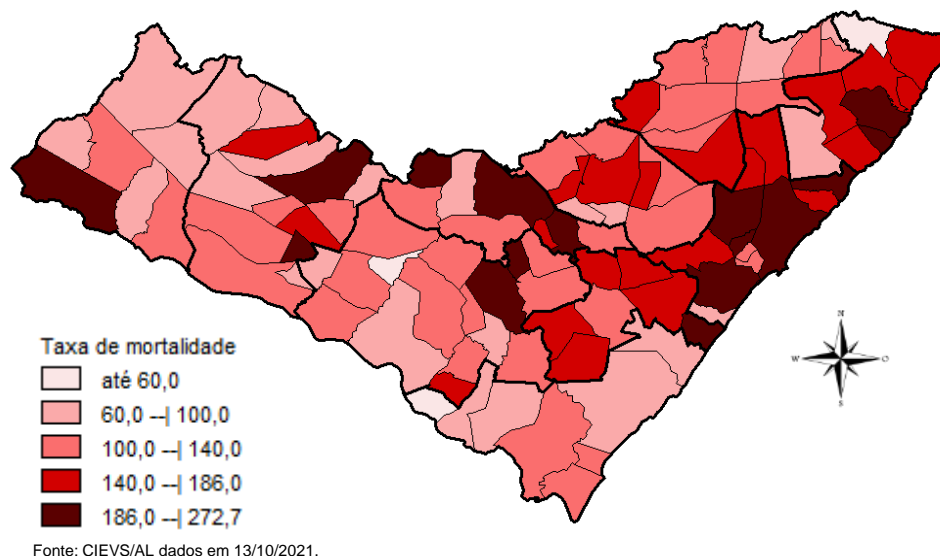 Taxa de mortalidade
até 60,0
60,0 --| 100,0
100,0 --| 140,0
140,0 --| 186,0
186,0 --| 272,7
N
W
O
S
Fonte: CIEVS/AL dados em 13/10/2021.